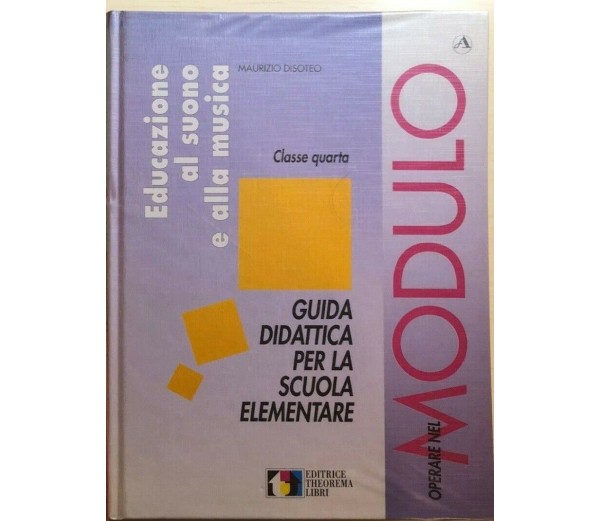 MAURIZIO DISOTEO
Educazione
al suono
e alla musica
Classe quarta
GUIDA
DIDATTICA
PER LA
SCUOLA
ELEMENTARE
OPERARE NEL
MODULO
A
EDITRICE
THEOREMA
LIBRI